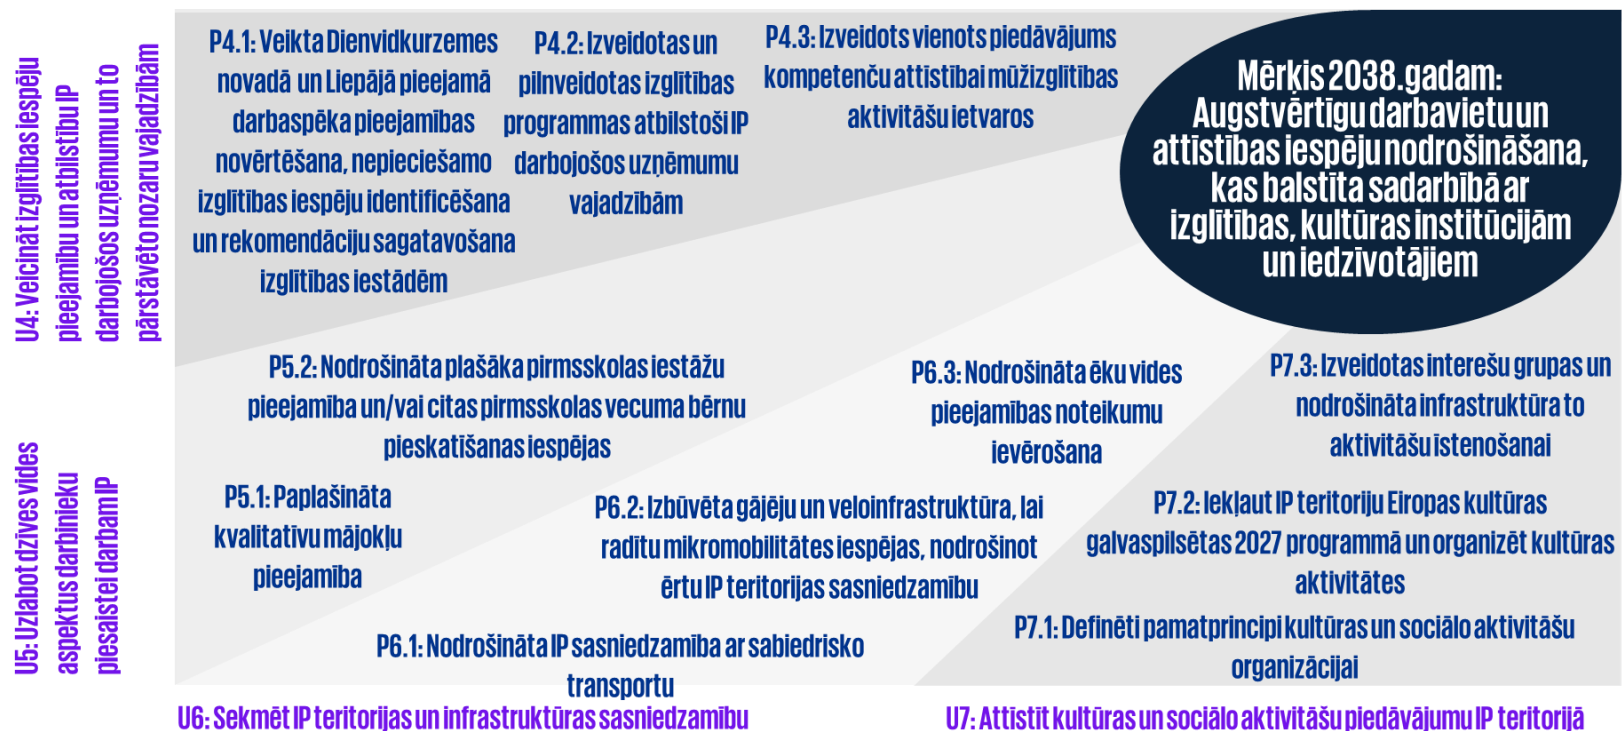 U4: Veicināt izglītības iespēju
pieejamību un atbilstību IP
darbojošos uzņēmumu un to
pārstāvēto nozaru vajadzībām
P4.1: Veikta Dienvidkurzemes
novadā un Liepājā pieejamā
darbaspēka pieejamības
novērtēšana, nepieciešamo
izglītības iespēju identificēšana
un rekomendāciju sagatavošana
izglītības iestādēm
P4.2: Izveidotas un
pilnveidotas izglītības
programmas atbilstoši IP
darbojošos uzņēmumu
vajadzībām
P4.3: Izveidots vienots piedāvājums
kompetenču attīstībai mūžizglītības
aktivitāšu ietvaros
Mērķis 2038.gadam:
Augstvērtīgu darbavietu un
attīstības iespēju nodrošināšana,
kas balstīta sadarbībā ar
izglītības, kultūras institūcijām
un iedzīvotājiem
U5: Uzlabot dzīves vides
aspektus darbinieku
piesaistei darbam IP
P5.2: Nodrošināta plašāka pirmsskolas iestāžu
pieejamība un/vai citas pirmsskolas vecuma bērnu
pieskatīšanas iespējas
P5.1: Paplašināta
kvalitatīvu mājokļu
pieejamība
P6.3: Nodrošināta ēku vides
pieejamības noteikumu
ievērošana
P6.2: Izbūvēta gājēju un veloinfrastruktūra, lai
radītu mikromobilitātes iespējas, nodrošinot
ērtu IP teritorijas sasniedzamību
P6.1: Nodrošināta IP sasniedzamība ar sabiedrisko
transportu
P7.3: Izveidotas interešu grupas un
nodrošināta infrastruktūra to
aktivitāšu īstenošanai
P7.2: Iekļaut IP teritoriju Eiropas kultūras
galvaspilsētas 2027 programmā un organizēt kultūras
aktivitātes
P7.1: Definēti pamatprincipi kultūras un sociālo aktivitāšu
organizācijai
U6: Sekmēt IP teritorijas un infrastruktūras sasniedzamību
U7: Attīstīt kultūras un sociālo aktivitāšu piedāvājumu IP teritorijā